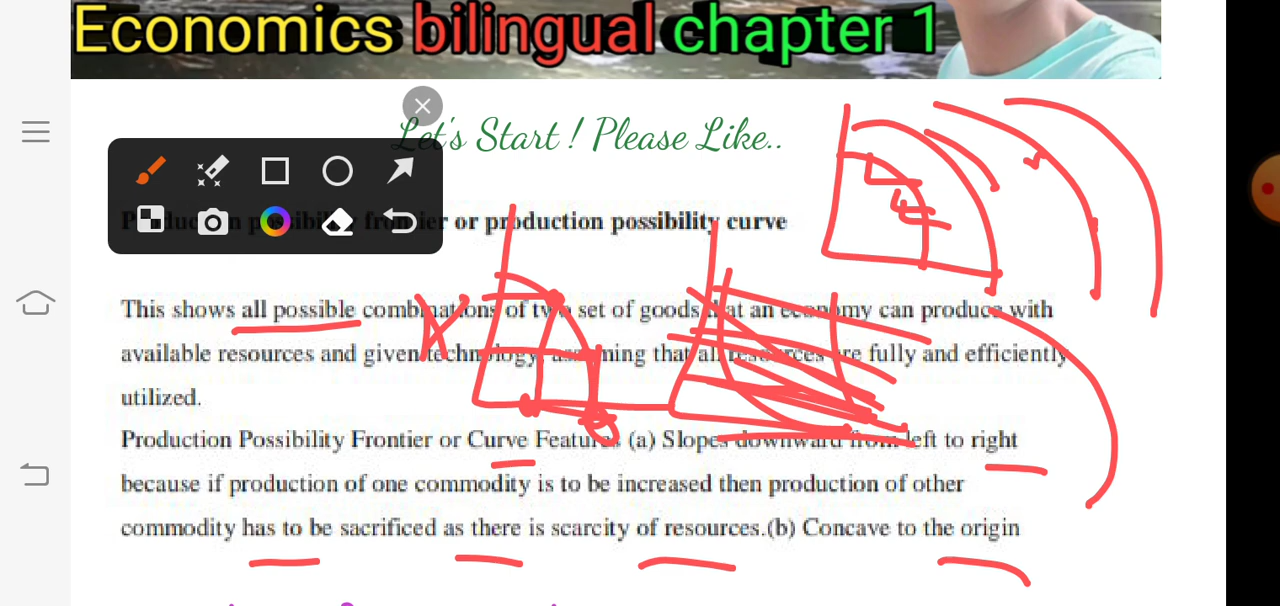 Economics bilingual chapter 1
Let's Start ! Please Like..
Production possibility frontier or production possibility curve
This shows all possible combinations of two set of goods that an economy can produce with
available resources and given technology, assuming that all resources are fully and efficiently
utilized.
Production Possibility Frontier or Curve Features (a) Slopes downward from left to right
because if production of one commodity is to be increased then production of other
commodity has to be sacrificed as there is scarcity of resources.(b) Concave to the origin